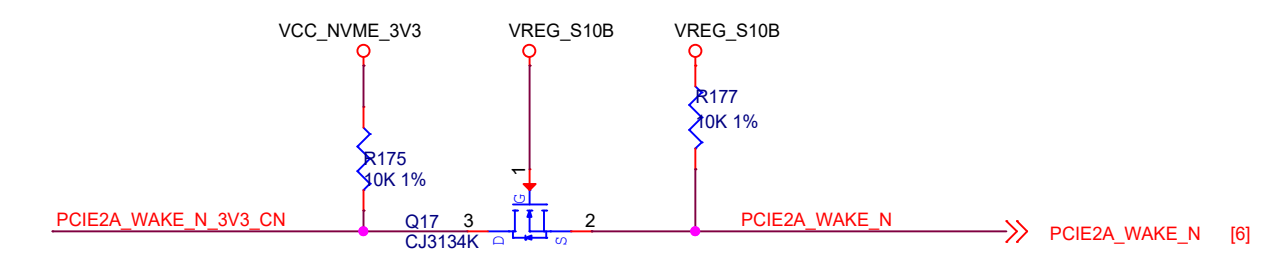 VCC_NVME_3V3
VREG_S10B
VREG_S10B
R177
10K 1%
R175
10K 1%
1
G
PCIE2A_WAKE_N_3V3_CN
Q17
CJ3134K
3
D
S
2
PCIE2A_WAKE_N
PCIE2A_WAKE_N [6]